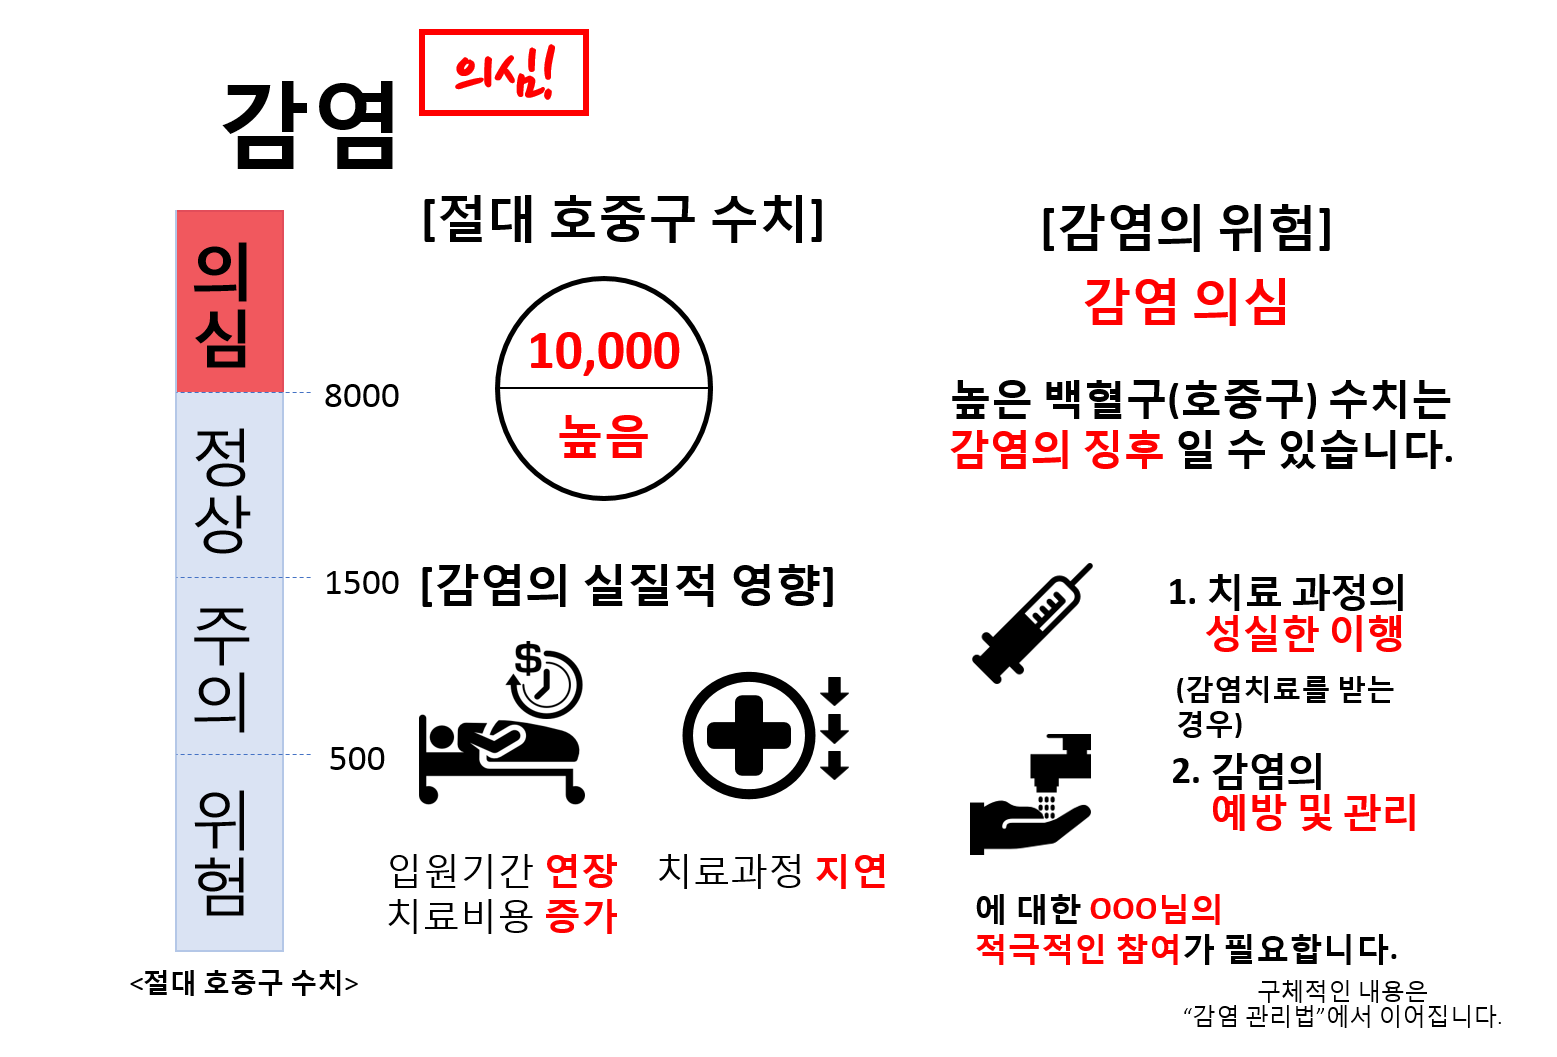 감염
의심!
의심
정상
주의
위험
8000
1500
500
<절대 호중구 수치>
[절대 호중구 수치]
10,000
높음
[감염의 실질적 영향]
$
입원기간 연장
치료비용 증가
치료과정 지연
[감염의 위험]
감염 의심
높은 백혈구(호중구) 수치는
감염의 징후 일 수 있습니다.
1. 치료 과정의
성실한 이행
(감염치료를 받는
경우)
2. 감염의
예방 및 관리
에 대한 OOO님의
적극적인 참여가 필요합니다.
구체적인 내용은
“감염 관리법”에서 이어집니다.